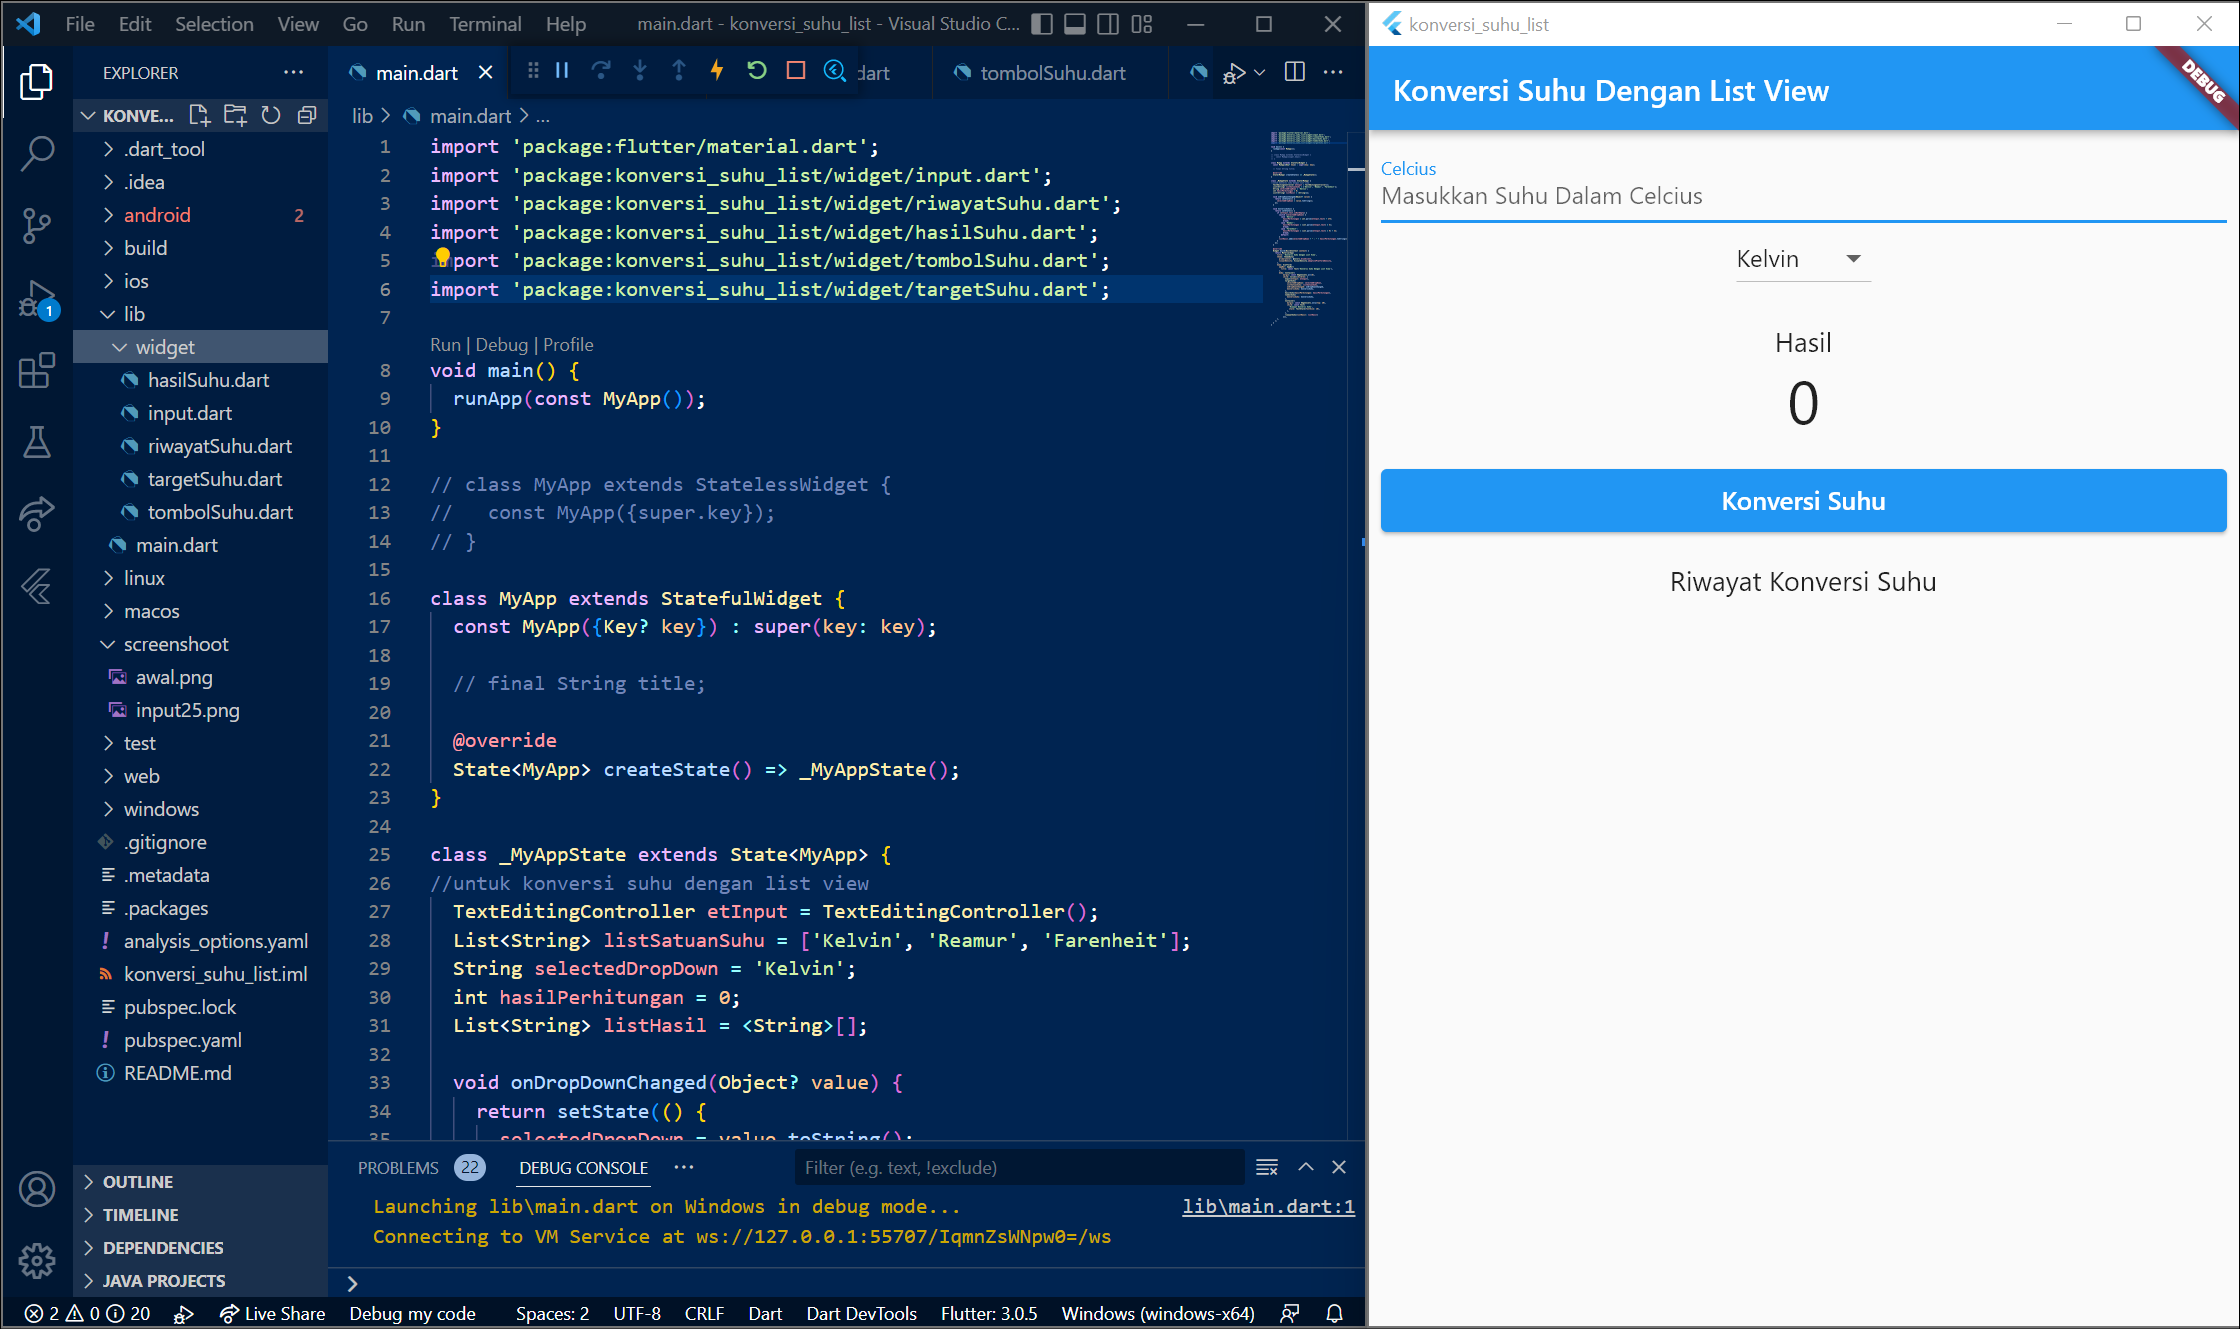 File Edit Selection View Go Run Terminal Help main.dart - konversi_suhu_list - Visual Studio C...
EXPLORER
KONVE...
.dart_tool
.idea
android 2
build
ios
lib
widget
hasilSuhu.dart
input.dart
riwayatSuhu.dart
targetSuhu.dart
tombolSuhu.dart
main.dart
linux
macos
screenshoot
awal.png
input25.png
test
web
windows
.gitignore
.metadata
.packages
analysis_options.yaml
konversi_suhu_list.iml
pubspec.lock
pubspec.yaml
README.md
OUTLINE
TIMELINE
DEPENDENCIES
JAVA PROJECTS
1
main.dart dart tombolSuhu.dart
lib > main.dart > ...
1 import 'package:flutter/material.dart';
2 import 'package:konversi_suhu_list/widget/input.dart';
3 import 'package:konversi_suhu_list/widget/riwayatSuhu.dart';
4 import 'package:konversi_suhu_list/widget/hasilSuhu.dart';
5 import 'package:konversi_suhu_list/widget/tombolSuhu.dart';
6 import 'package:konversi_suhu_list/widget/targetSuhu.dart';
7
Run | Debug | Profile
8 void main() {
9 runApp(const MyApp());
10 }
11
12 // class MyApp extends StatelessWidget {
13 //   const MyApp({super.key});
14 // }
15
16 class MyApp extends StatefulWidget {
17 const MyApp({Key? key}) : super(key: key);
18
19 // final String title;
20
21 @override
22 State<MyApp> createState() => _MyAppState();
23 }
24
25 class _MyAppState extends State<MyApp> {
26 //untuk konversi suhu dengan list view
27 TextEditingController etInput = TextEditingController();
28 List<String> listSatuanSuhu = ['Kelvin', 'Reamur', 'Farenheit'];
29 String selectedDropDown = 'Kelvin';
30 int hasilPerhitungan = 0;
31 List<String> listHasil = <String>[];
32
33 void onDropDownChanged(Object? value) {
34 return setState(() {
35 selectedDropDown = value.toString();
PROBLEMS 22 DEBUG CONSOLE ... Filter (e.g. text, !exclude)
Launching lib\main.dart on Windows in debug mode... lib\main.dart:1
Connecting to VM Service at ws://127.0.0.1:55707/IqmnZsWNpw0=/ws
>
2 0 20 Live Share Debug my code Spaces: 2 UTF-8 CRLF Dart Dart DevTools Flutter: 3.0.5 Windows (windows-x64)
konversi_suhu_list
Konversi Suhu Dengan List View
DEBUG
Celcius
Masukkan Suhu Dalam Celcius
Kelvin
Hasil
0
Konversi Suhu
Riwayat Konversi Suhu